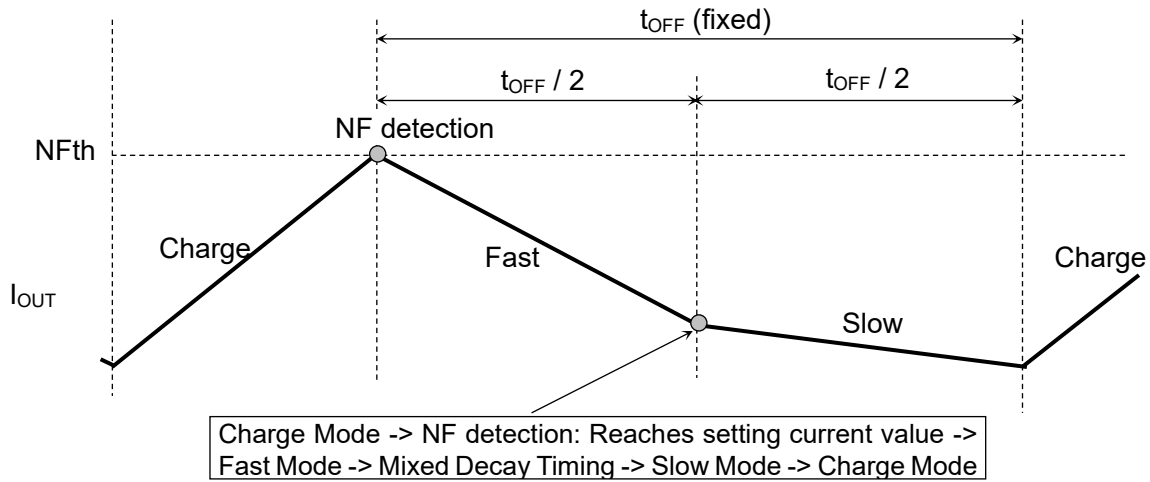 tOFF (fixed)
tOFF / 2
tOFF / 2
NF detection
NFth
Charge
Fast
Charge
IOUT
Slow
Charge Mode -> NF detection: Reaches setting current value ->
Fast Mode -> Mixed Decay Timing -> Slow Mode -> Charge Mode